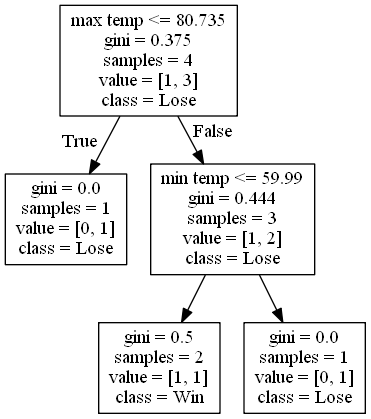 max temp <= 80.735
gini = 0.375
samples = 4
value = [1, 3]
class = Lose
True
False
gini = 0.0
samples = 1
value = [0, 1]
class = Lose
min temp <= 59.99
gini = 0.444
samples = 3
value = [1, 2]
class = Lose
gini = 0.5
samples = 2
value = [1, 1]
class = Win
gini = 0.0
samples = 1
value = [0, 1]
class = Lose